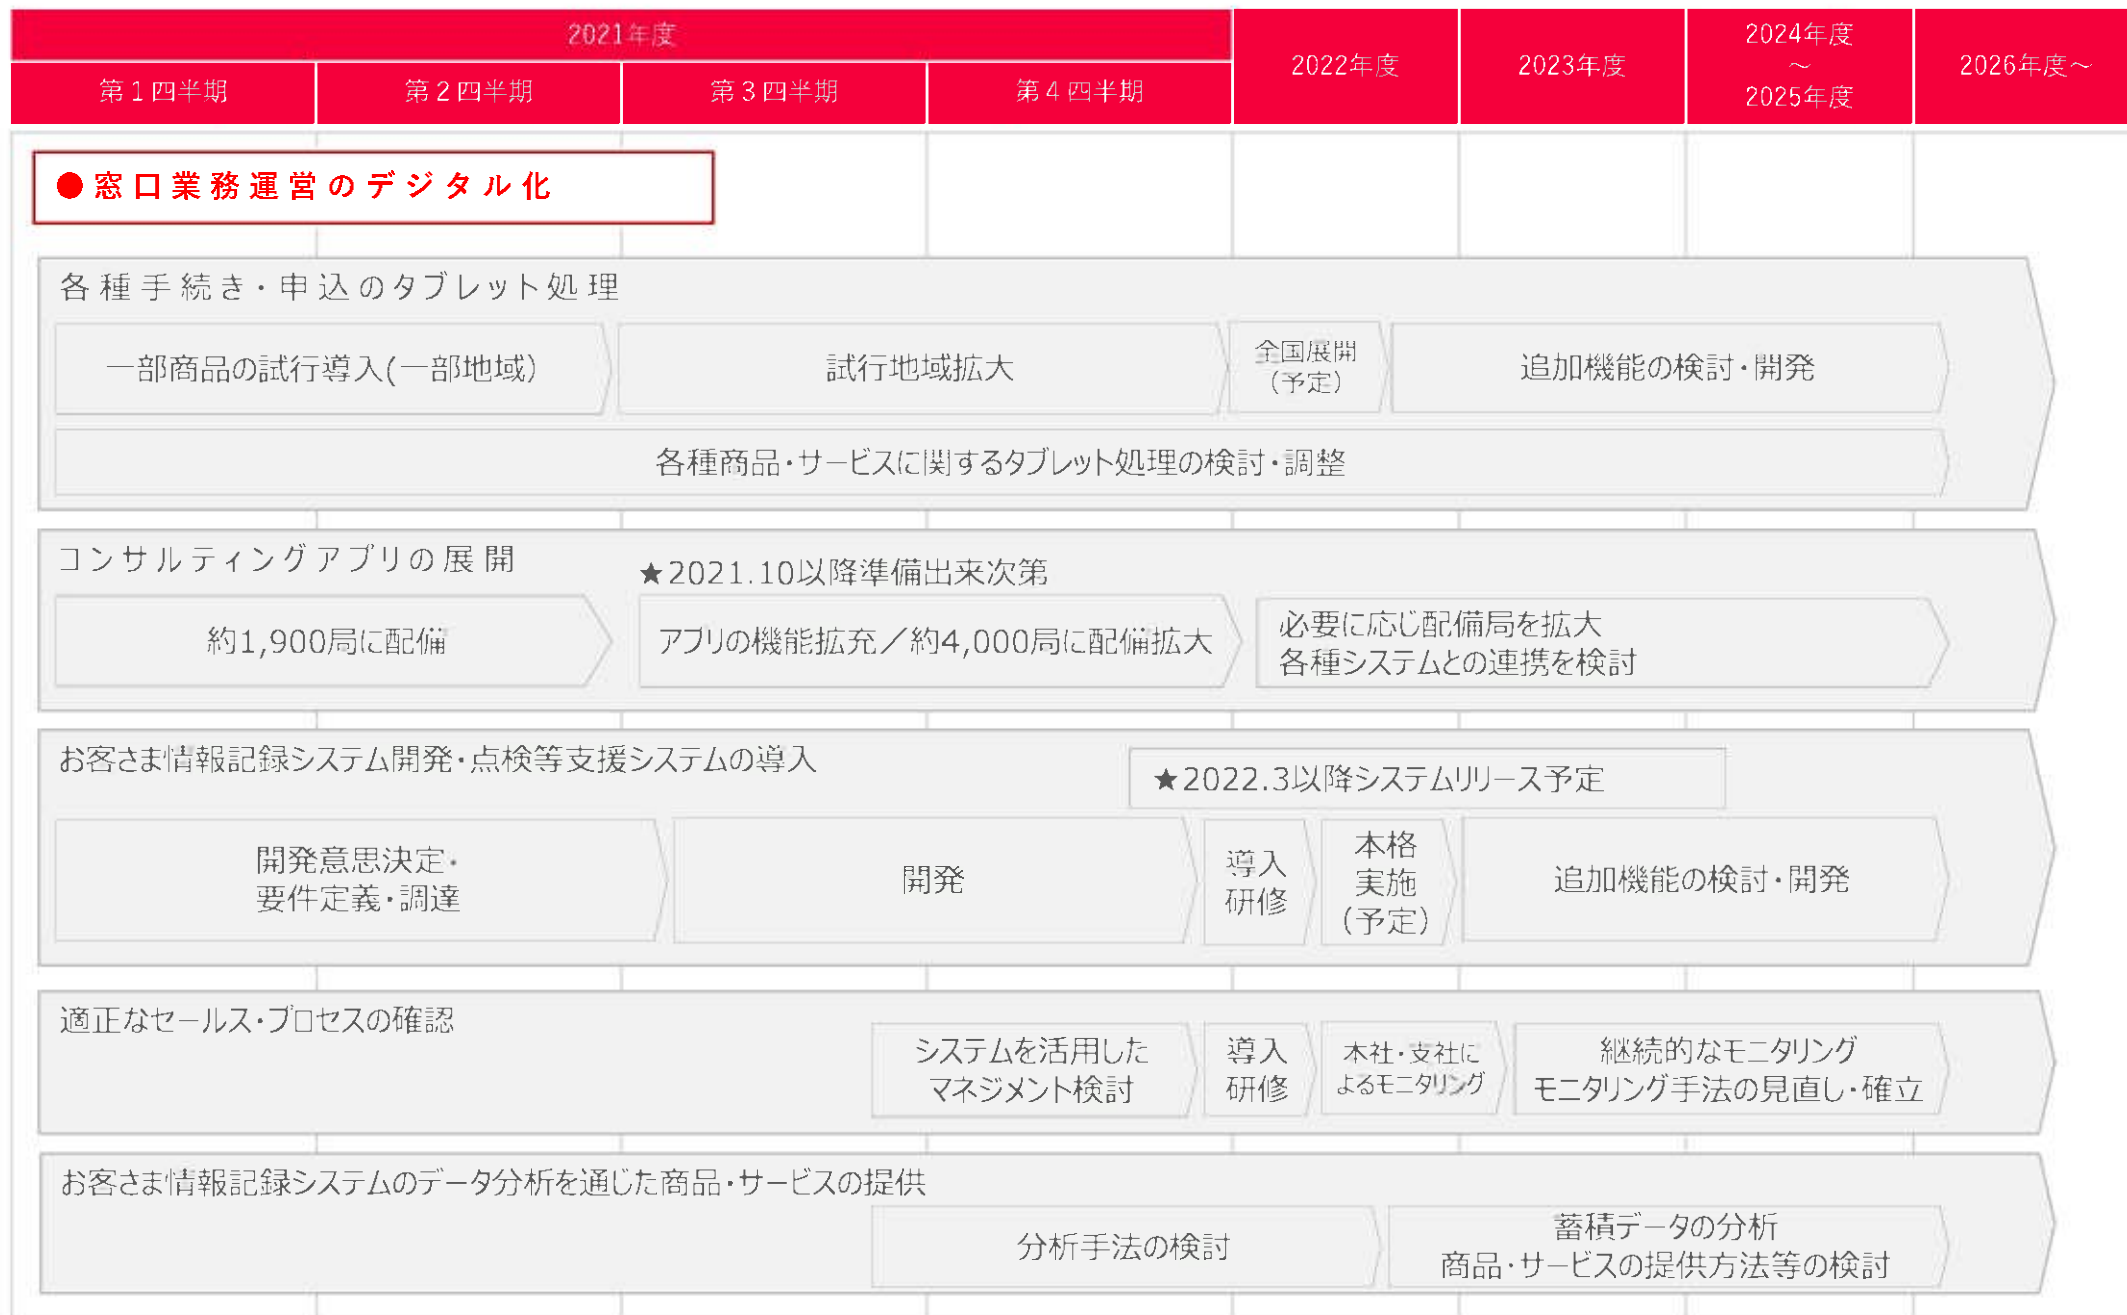 2021年度
第1四半期
第2四半期
第3四半期
第4四半期
2022年度
2023年度
2024年度
～
2025年度
2026年度～
●窓口業務運営のデジタル化
各種手続き・申込のタブレット処理
一部商品の試行導入(一部地域)
試行地域拡大
全国展開
(予定)
追加機能の検討・開発
各種商品・サービスに関するタブレット処理の検討・調整
コンサルティングアプリの展開
★2021.10以降準備出来次第
約1,900局に配備
アプリの機能拡充／約4,000局に配備拡大
必要に応じ配備局を拡大
各種システムとの連携を検討
お客さま情報記録システム開発・点検等支援システムの導入
★2022.3以降システムリリース予定
開発意思決定・
要件定義・調達
開発
導入
研修
本格
実施
(予定)
追加機能の検討・開発
適正なセールス・プロセスの確認
システムを活用した
マネジメント検討
導入
研修
本社・支社に
よるモニタリング
継続的なモニタリング
モニタリング手法の見直し・確立
お客さま情報記録システムのデータ分析を通じた商品・サービスの提供
分析手法の検討
蓄積データの分析
商品・サービスの提供方法等の検討